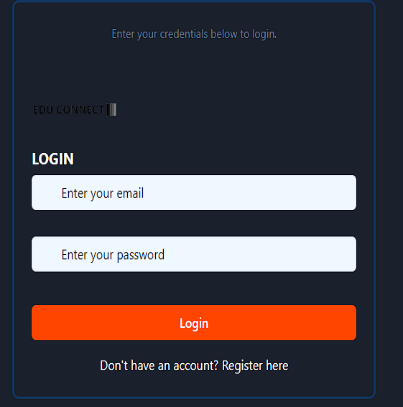 Enter your credentials below to login.
EDU CONNECT
LOGIN
Enter your email
Enter your password
Login
Don't have an account? Register here